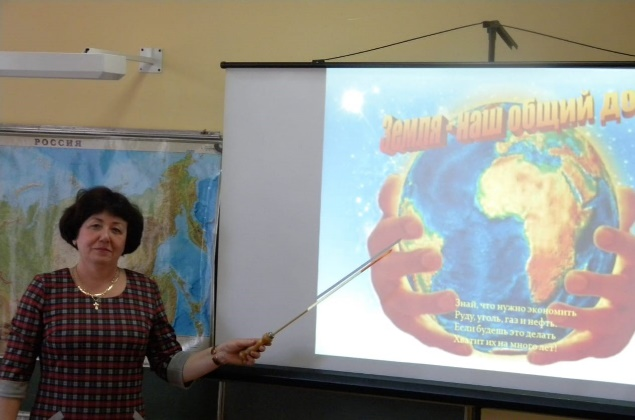 РОССИЯ
Земля - наш общий до
Знай, что нужно экономить
Руду, уголь, газ и нефть.
Если будешь это делать
Хватит их на много лет!